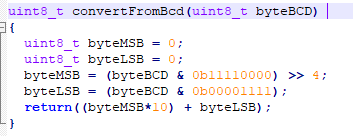 uint8_t convertFromBcd(uint8_t byteBCD)
{
uint8_t byteMSB = 0;
uint8_t byteLSB = 0;
byteMSB = (byteBCD & 0b11110000) >> 4;
byteLSB = (byteBCD & 0b00001111);
return((byteMSB*10) + byteLSB);
}